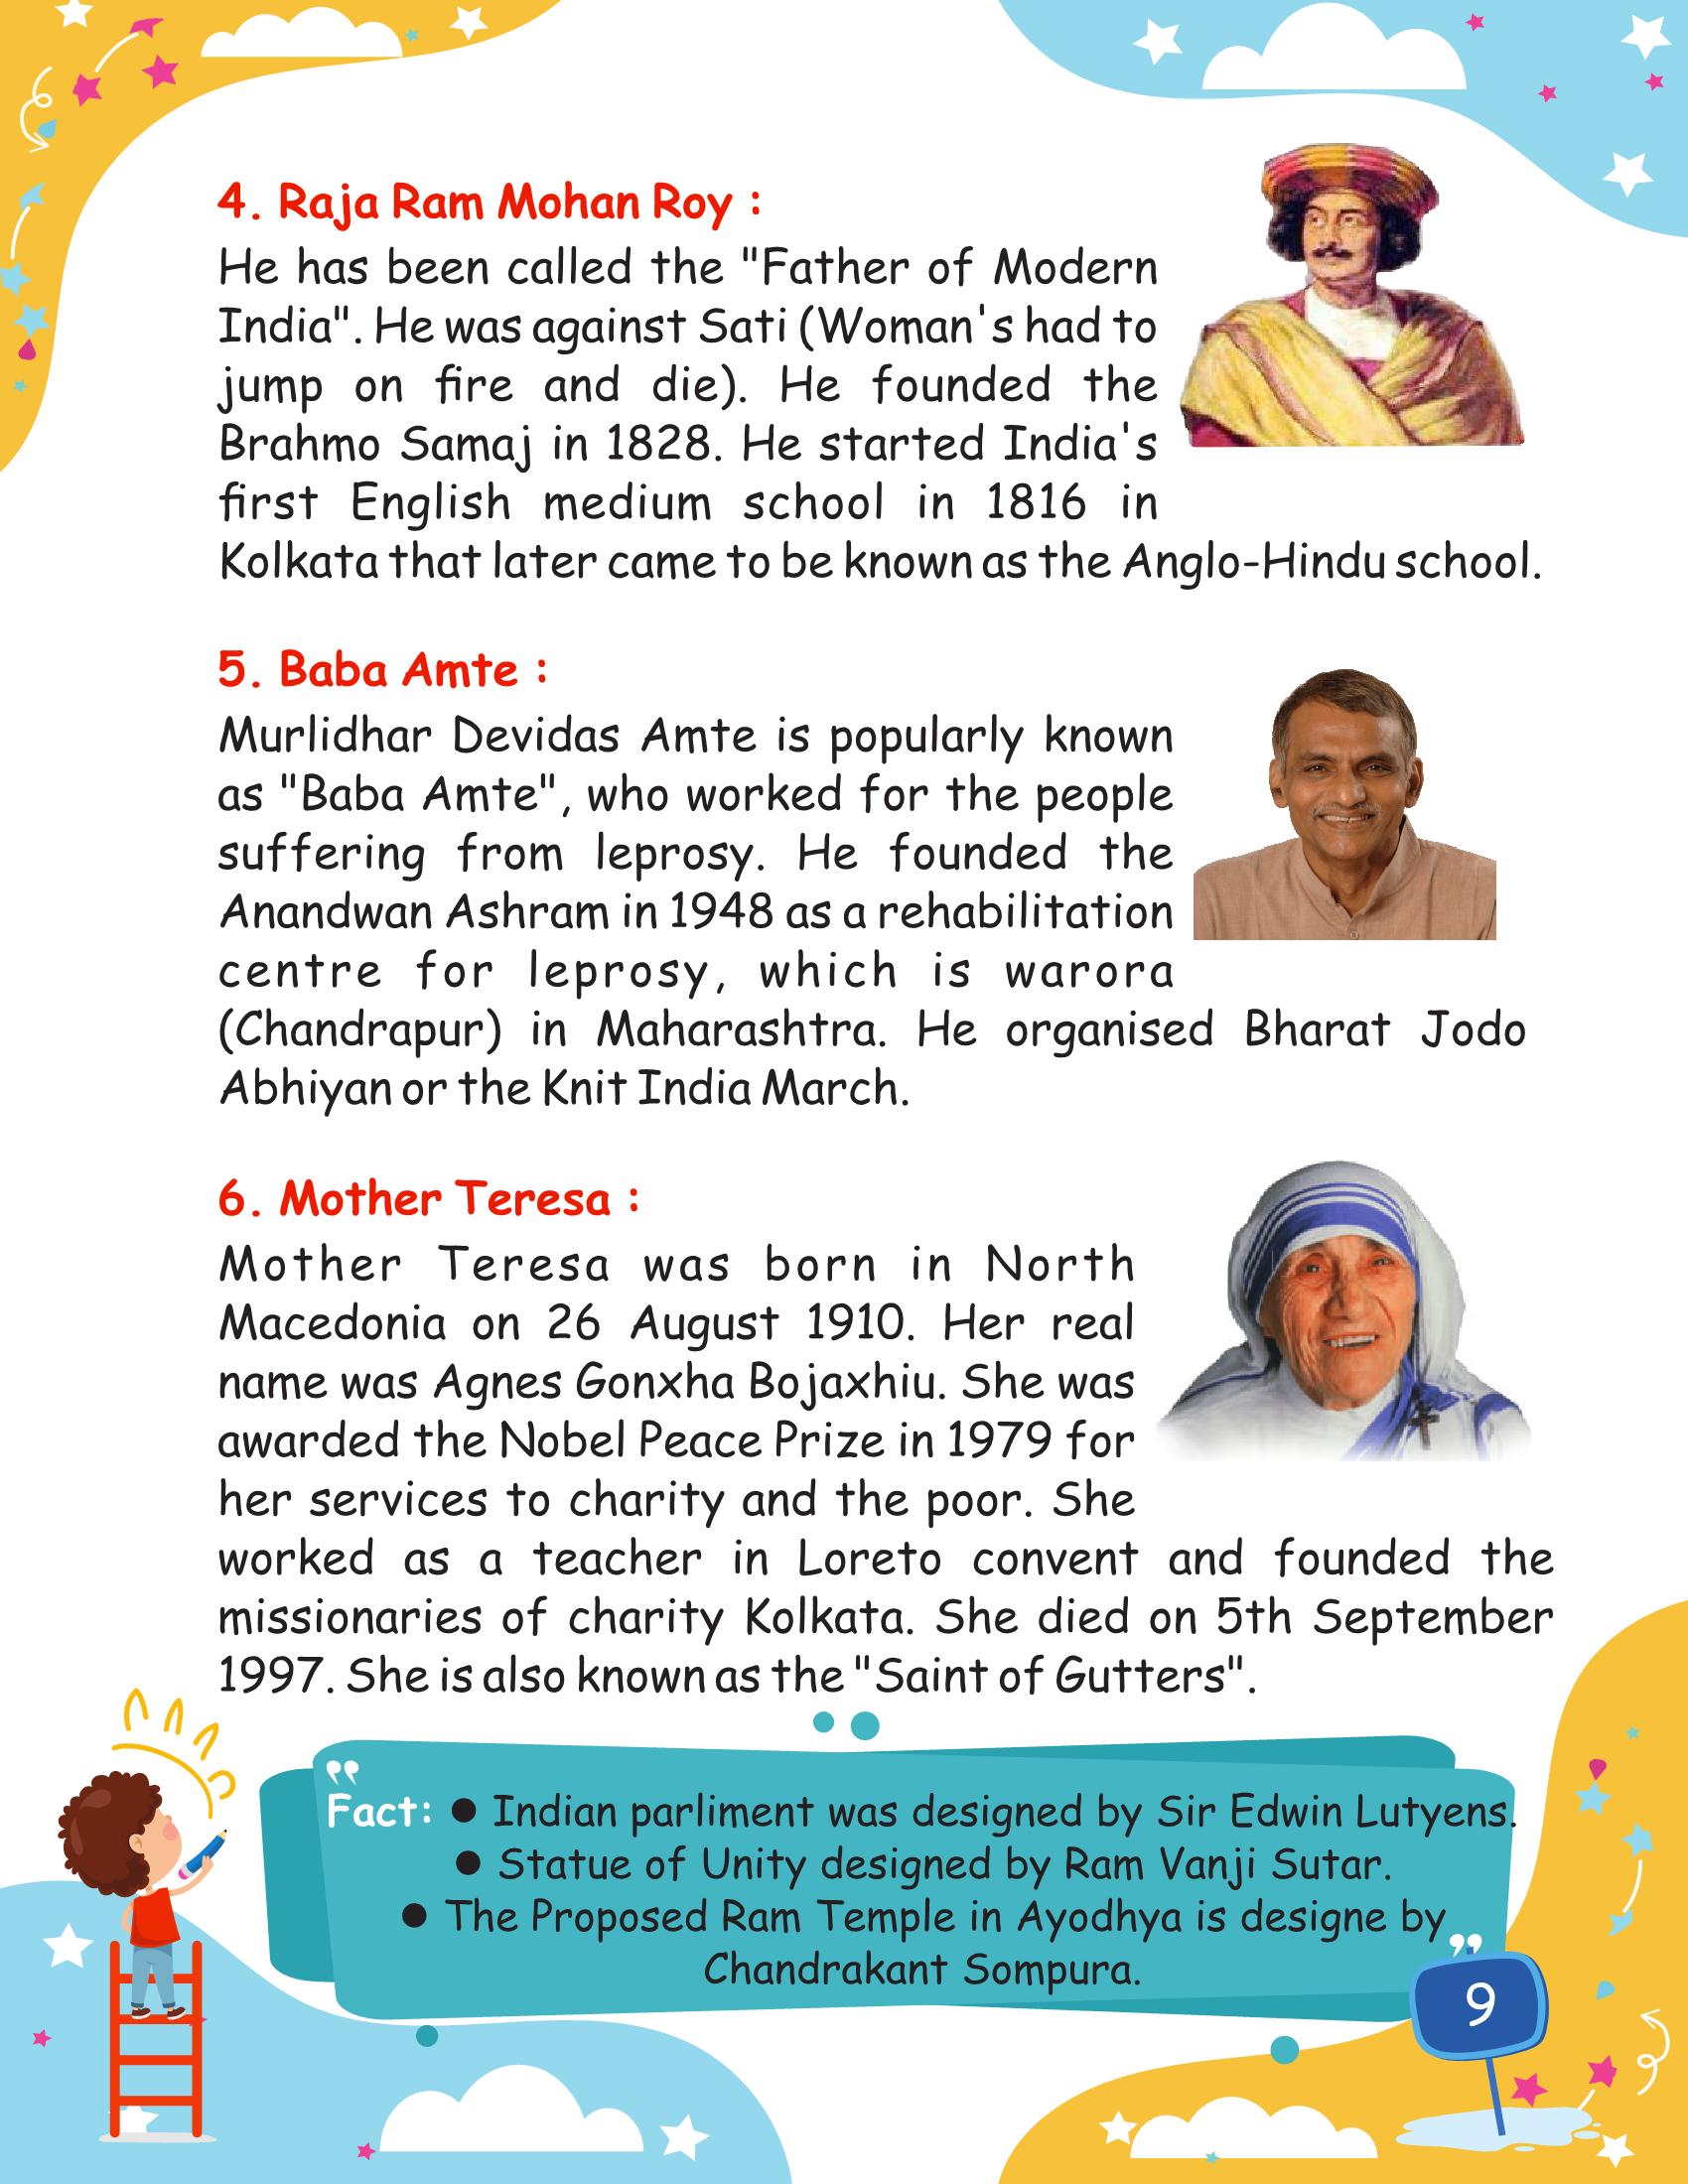 4. Raja Ram Mohan Roy :
He has been called the "Father of Modern
India". He was against Sati (Woman's had to
jump on fire and die). He founded the
Brahmo Samaj in 1828. He started India's
first English medium school in 1816 in
Kolkata that later came to be known as the Anglo-Hindu school.
5. Baba Amte :
Murlidhar Devidas Amte is popularly known
as "Baba Amte", who worked for the people
suffering from leprosy. He founded the
Anandwan Ashram in 1948 as a rehabilitation
centre for leprosy, which is warora
(Chandrapur) in Maharashtra. He organised Bharat Jodo
Abhiyan or the Knit India March.
6. Mother Teresa :
Mother Teresa was born in North
Macedonia on 26 August 1910. Her real
name was Agnes Gonxha Bojaxhiu. She was
awarded the Nobel Peace Prize in 1979 for
her services to charity and the poor. She
worked as a teacher in Loreto convent and founded the
missionaries of charity Kolkata. She died on 5th September
1997. She is also known as the "Saint of Gutters".
"
Fact: ● Indian parliment was designed by Sir Edwin Lutyens.
● Statue of Unity designed by Ram Vanji Sutar.
● The Proposed Ram Temple in Ayodhya is designe by
Chandrakant Sompura. "
9